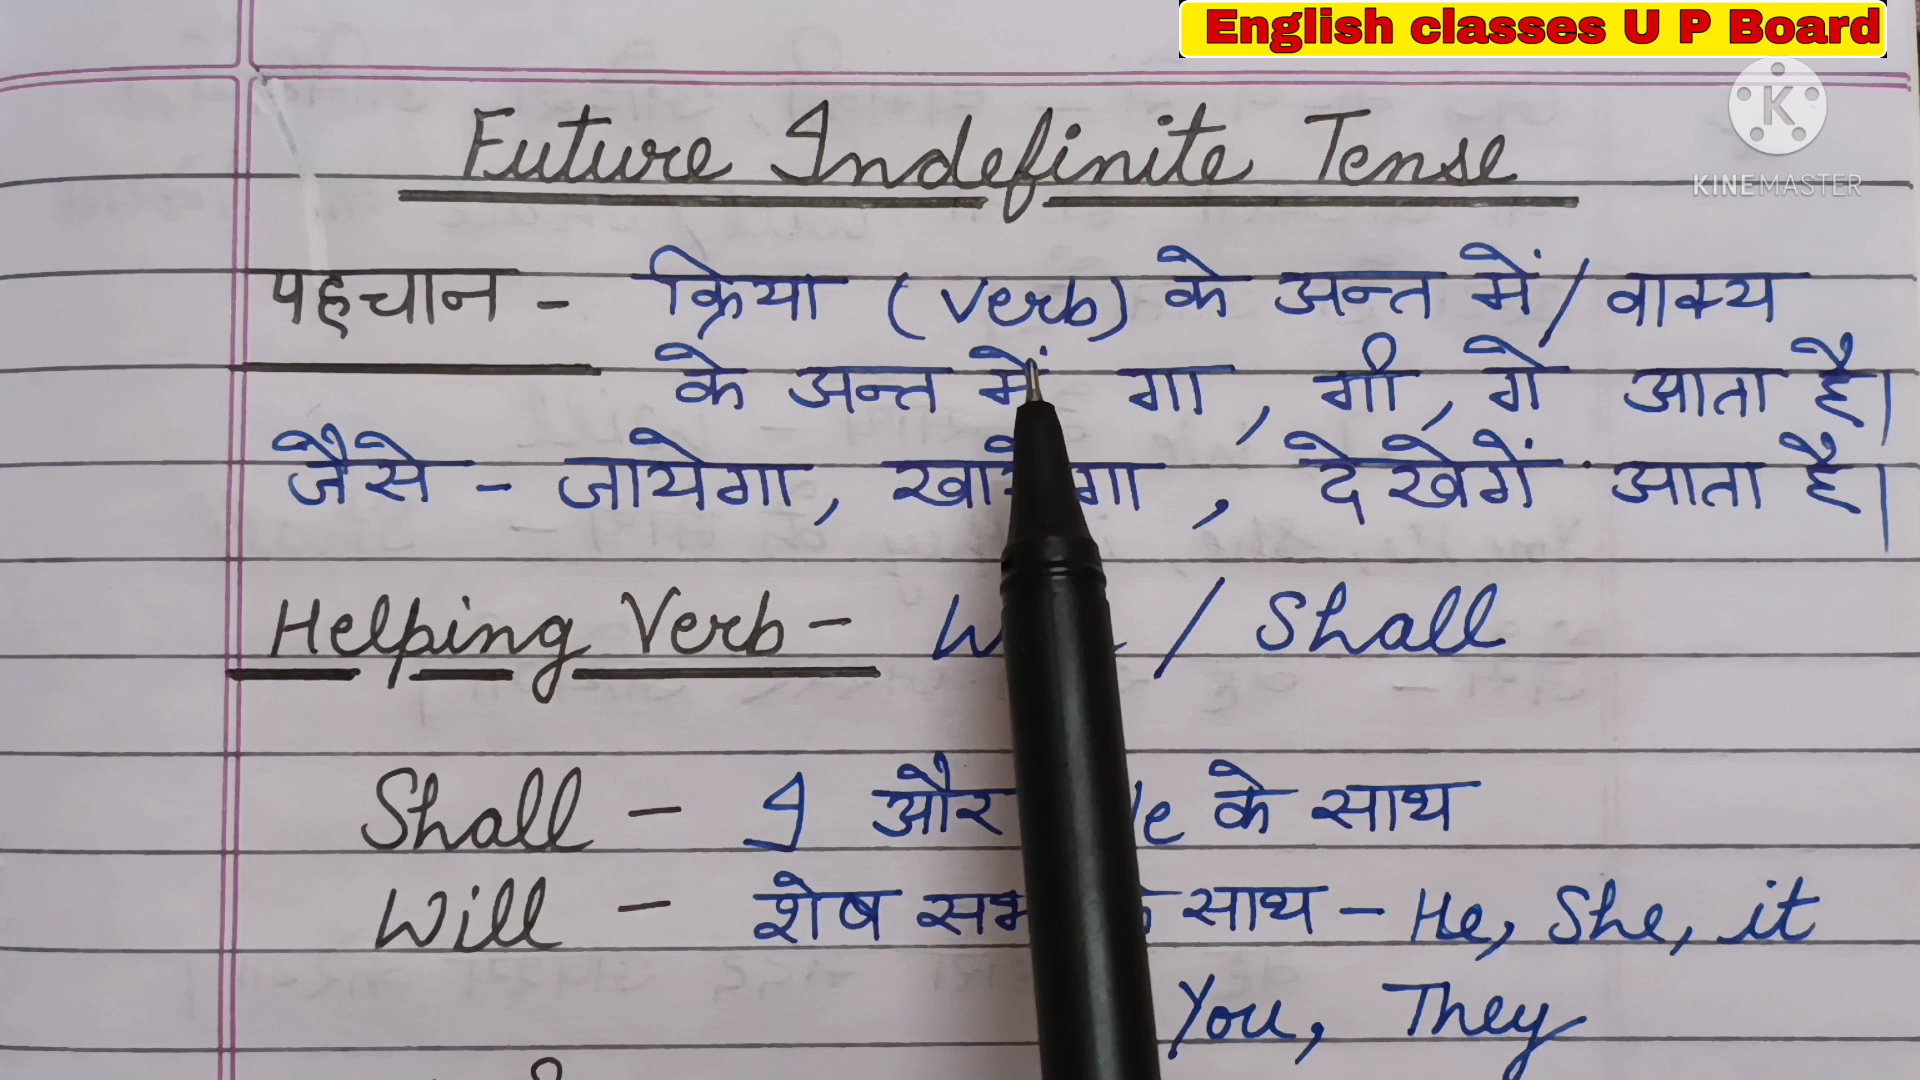 English classes U P Board
KINEMASTER
Future Indefinite Tense
पहचान - क्रिया (verb) के अन्त में / वाक्य
के अन्त में गा, गी, गे आता है।
जैसे - जायेगा, देखेगें आता है।
Helping Verb - / Shall
Shall - I और के साथ
Will - शेष साथ - He, She, it
You, They